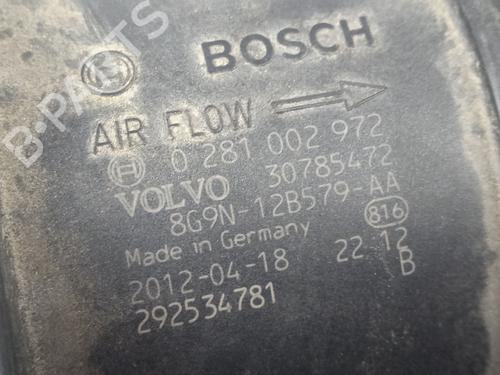 BOSCH
AIR FLOW
0 281 002 972
VOLVO 30785472
8G9N-12B579-AA
Made in Germany 816
2012-04-18 22 12
292534781 B
B-PARTS